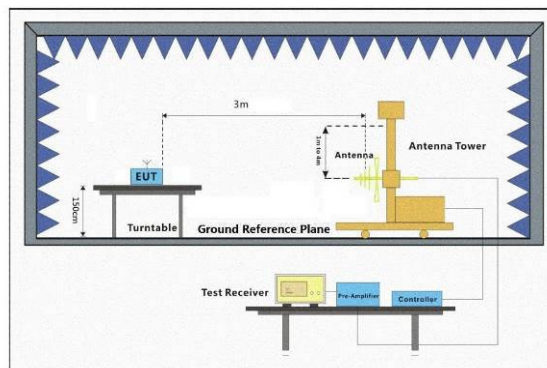 3m
1m to 4m
Antenna
Antenna Tower
EUT
150cm
Turntable
Ground Reference Plane
Test Receiver
Pre-Amplifier
Controller